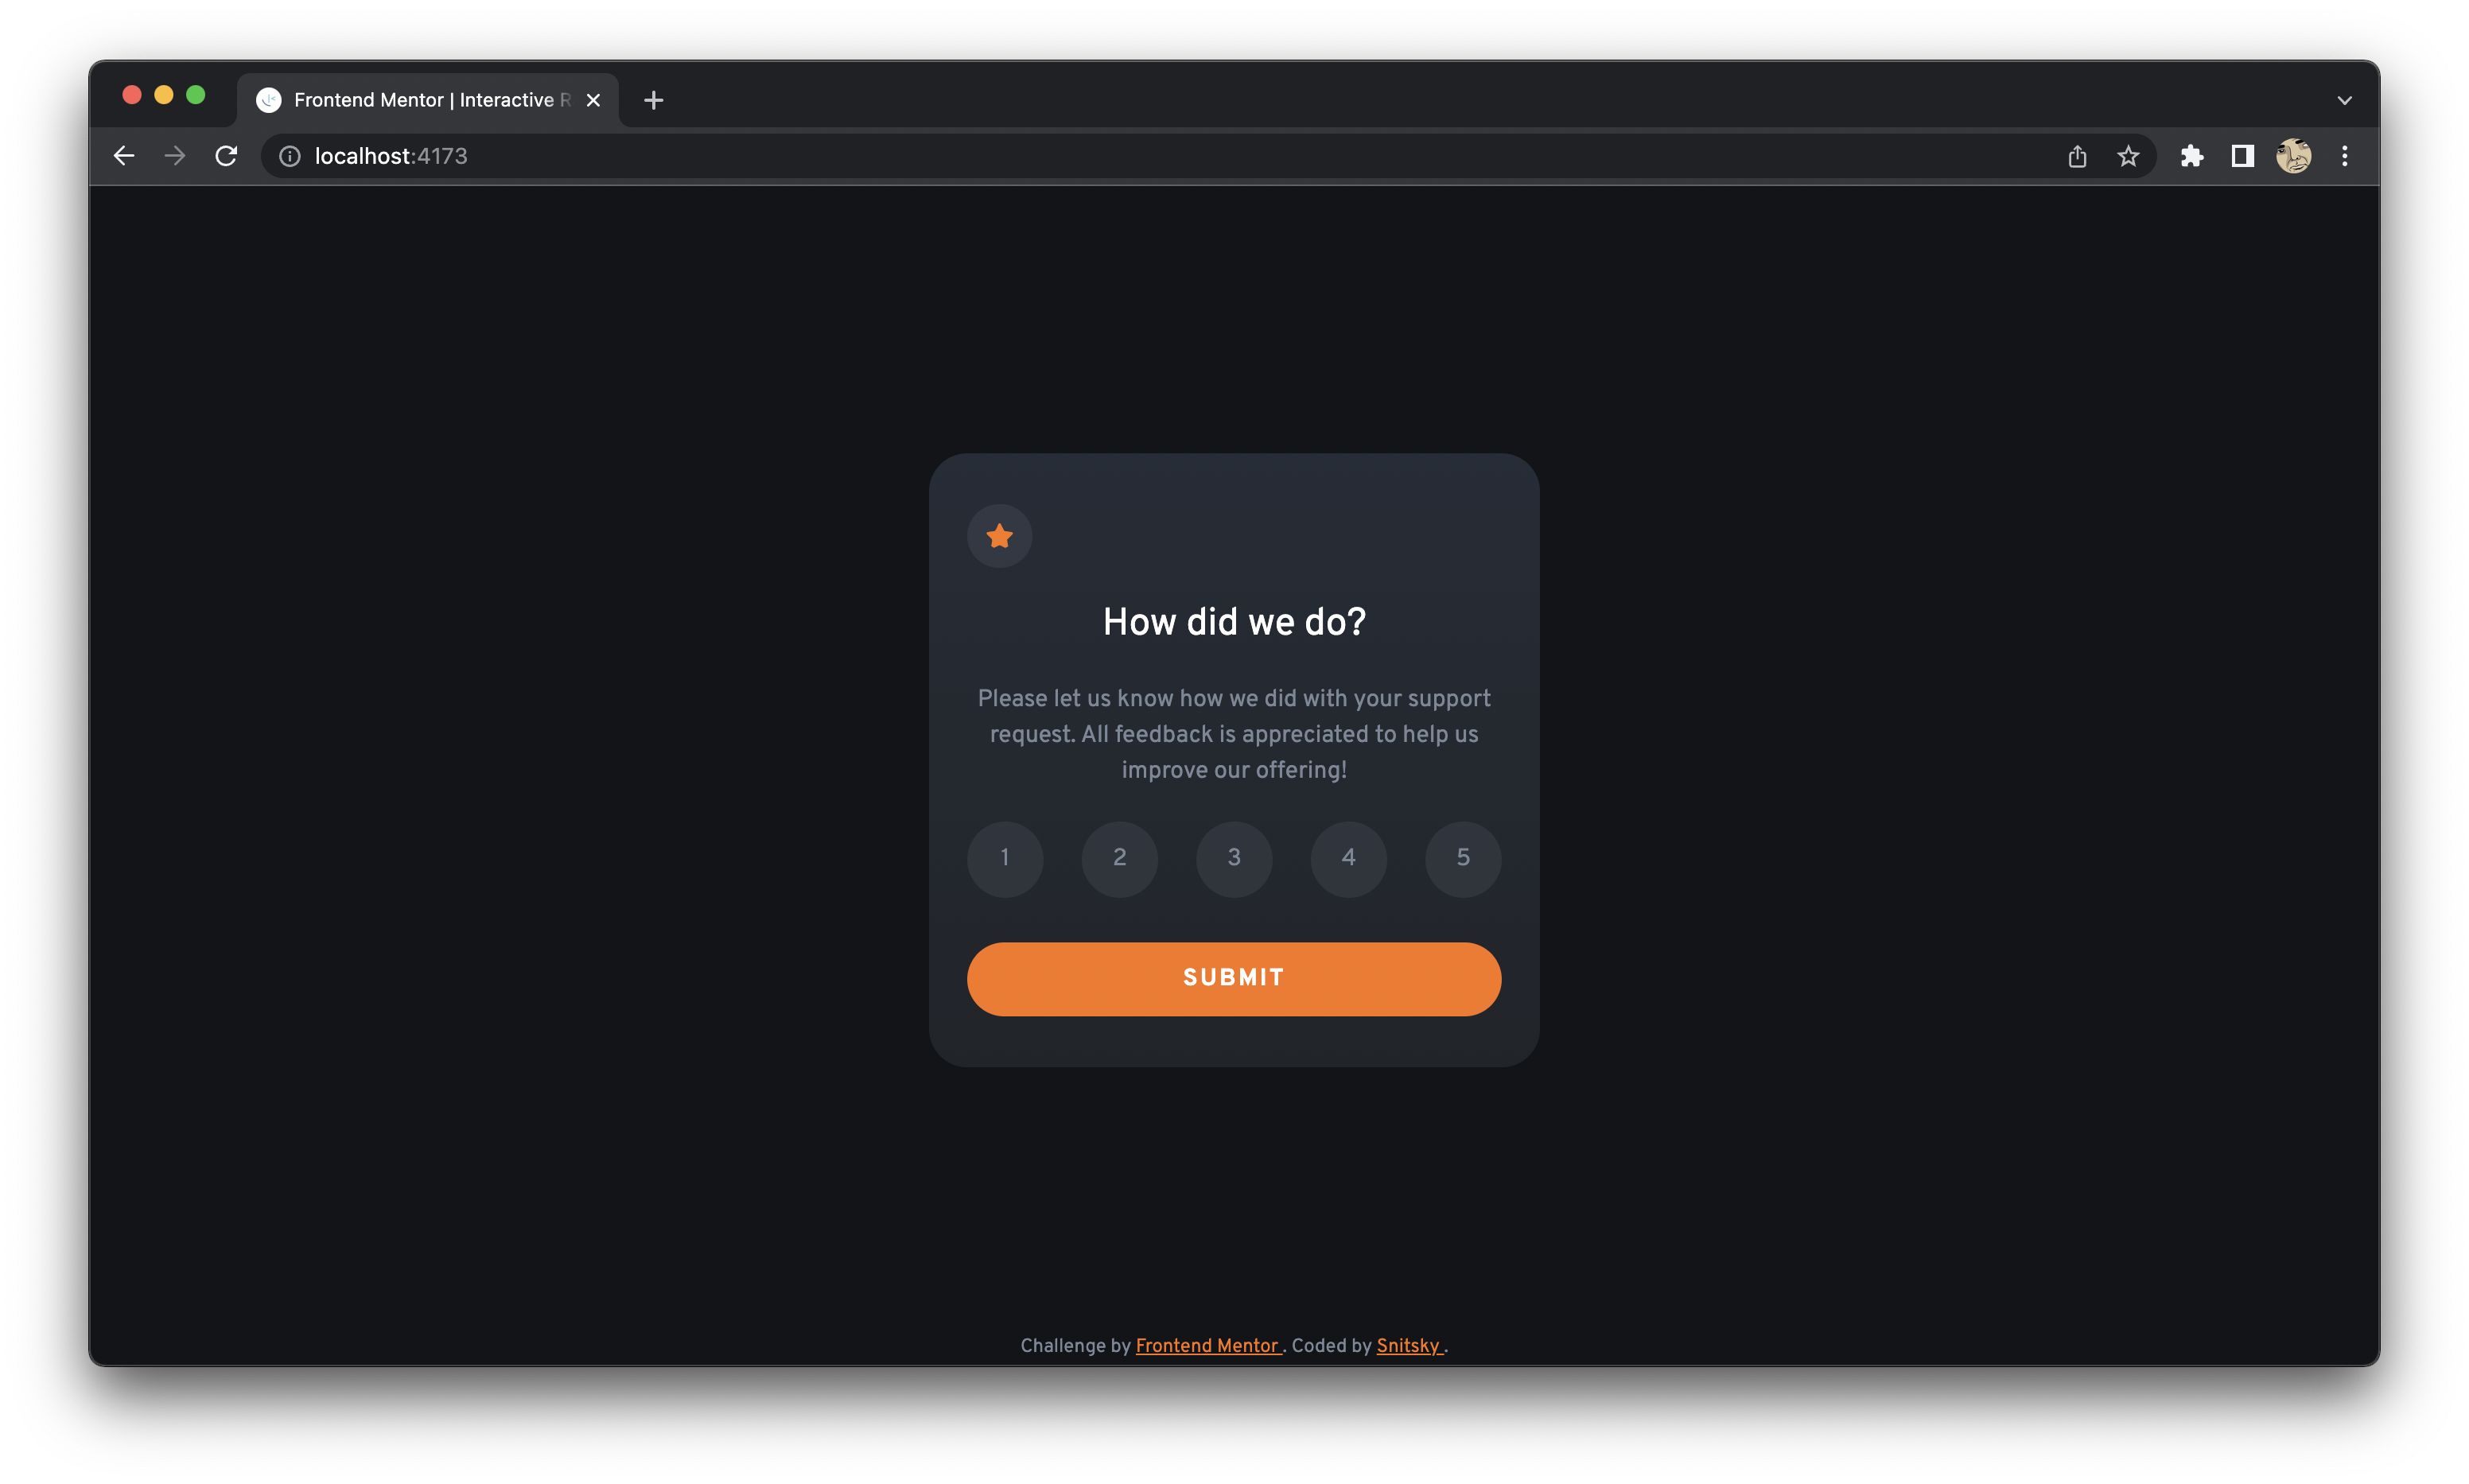 Frontend Mentor | Interactive R
localhost:4173
How did we do?
Please let us know how we did with your support
request. All feedback is appreciated to help us
improve our offering!
1 2 3 4 5
SUBMIT
Challenge by Frontend Mentor . Coded by Snitsky .